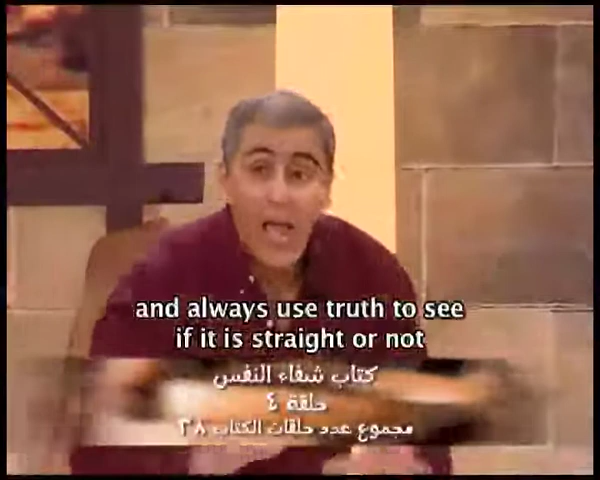 and always use truth to see
if it is straight or not
كتاب شفاء النفس
حلقة ٤
مجموع عدد حلقات الكتاب ٢٨